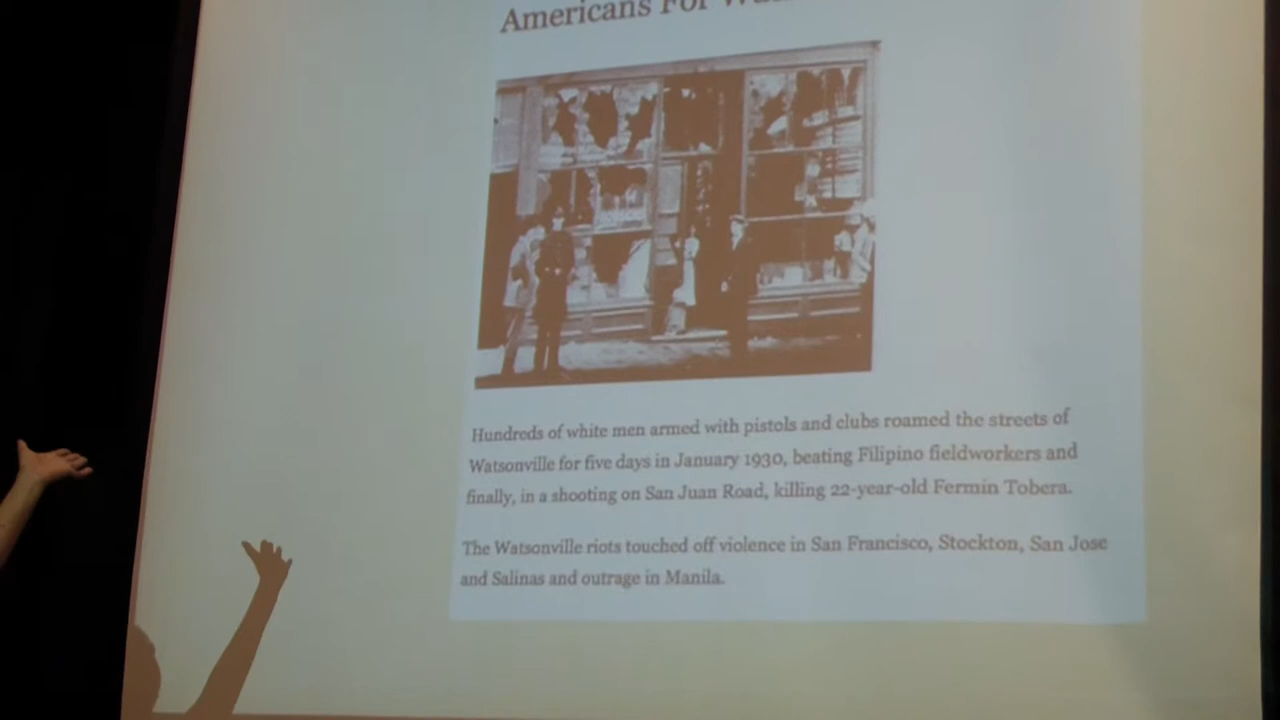 Americans For
Hundreds of white men armed with pistols and clubs roamed the streets of
Watsonville for five days in January 1930, beating Filipino fieldworkers and
finally, in a shooting on San Juan Road, killing 22-year-old Fermin Tobera.
The Watsonville riots touched off violence in San Francisco, Stockton, San Jose
and Salinas and outrage in Manila.